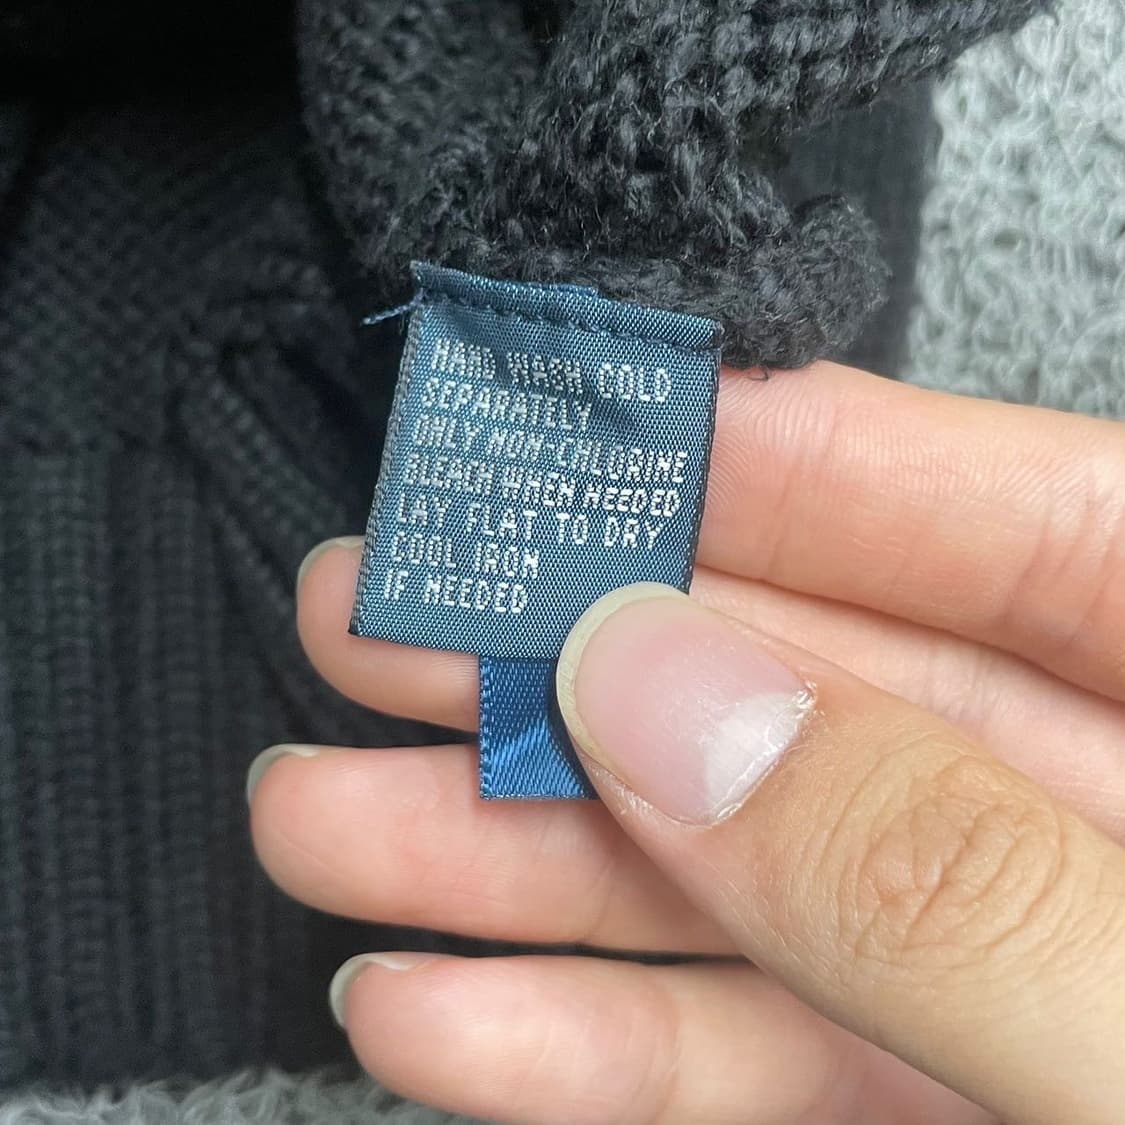 HAND WASH COLD
SEPARATELY
ONLY NON-CHLORINE
BLEACH WHEN NEEDED
LAY FLAT TO DRY
COOL IRON
IF NEEDED